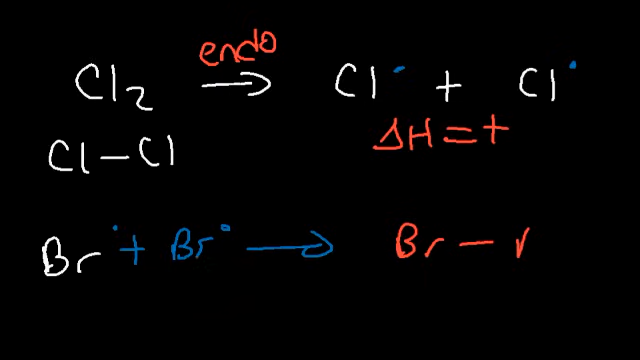 endo
Cl₂ → Cl• + Cl•
Cl – Cl
ΔH = +
Br• + Br• → Br –